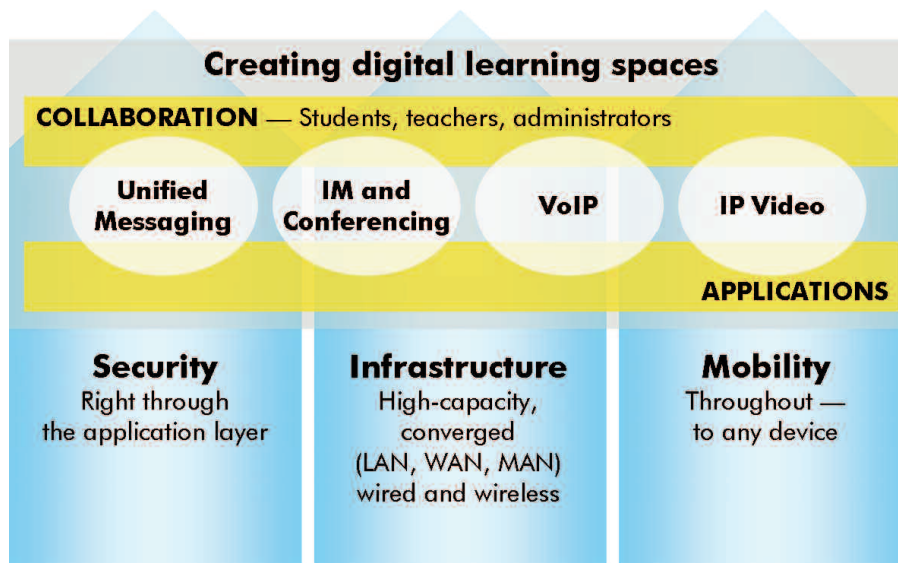 Creating digital learning spaces
COLLABORATION — Students, teachers, administrators
Unified
Messaging
IM and
Conferencing
VoIP
IP Video
APPLICATIONS
Security
Right through
the application layer
Infrastructure
High-capacity,
converged
(LAN, WAN, MAN)
wired and wireless
Mobility
Throughout —
to any device